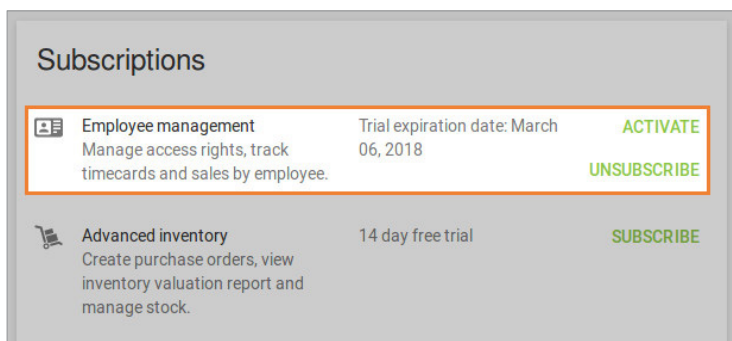 Subscriptions
Employee management
Manage access rights, track
timecards and sales by employee.
Trial expiration date: March
06, 2018
ACTIVATE
UNSUBSCRIBE
Advanced inventory
Create purchase orders, view
inventory valuation report and
manage stock.
14 day free trial
SUBSCRIBE